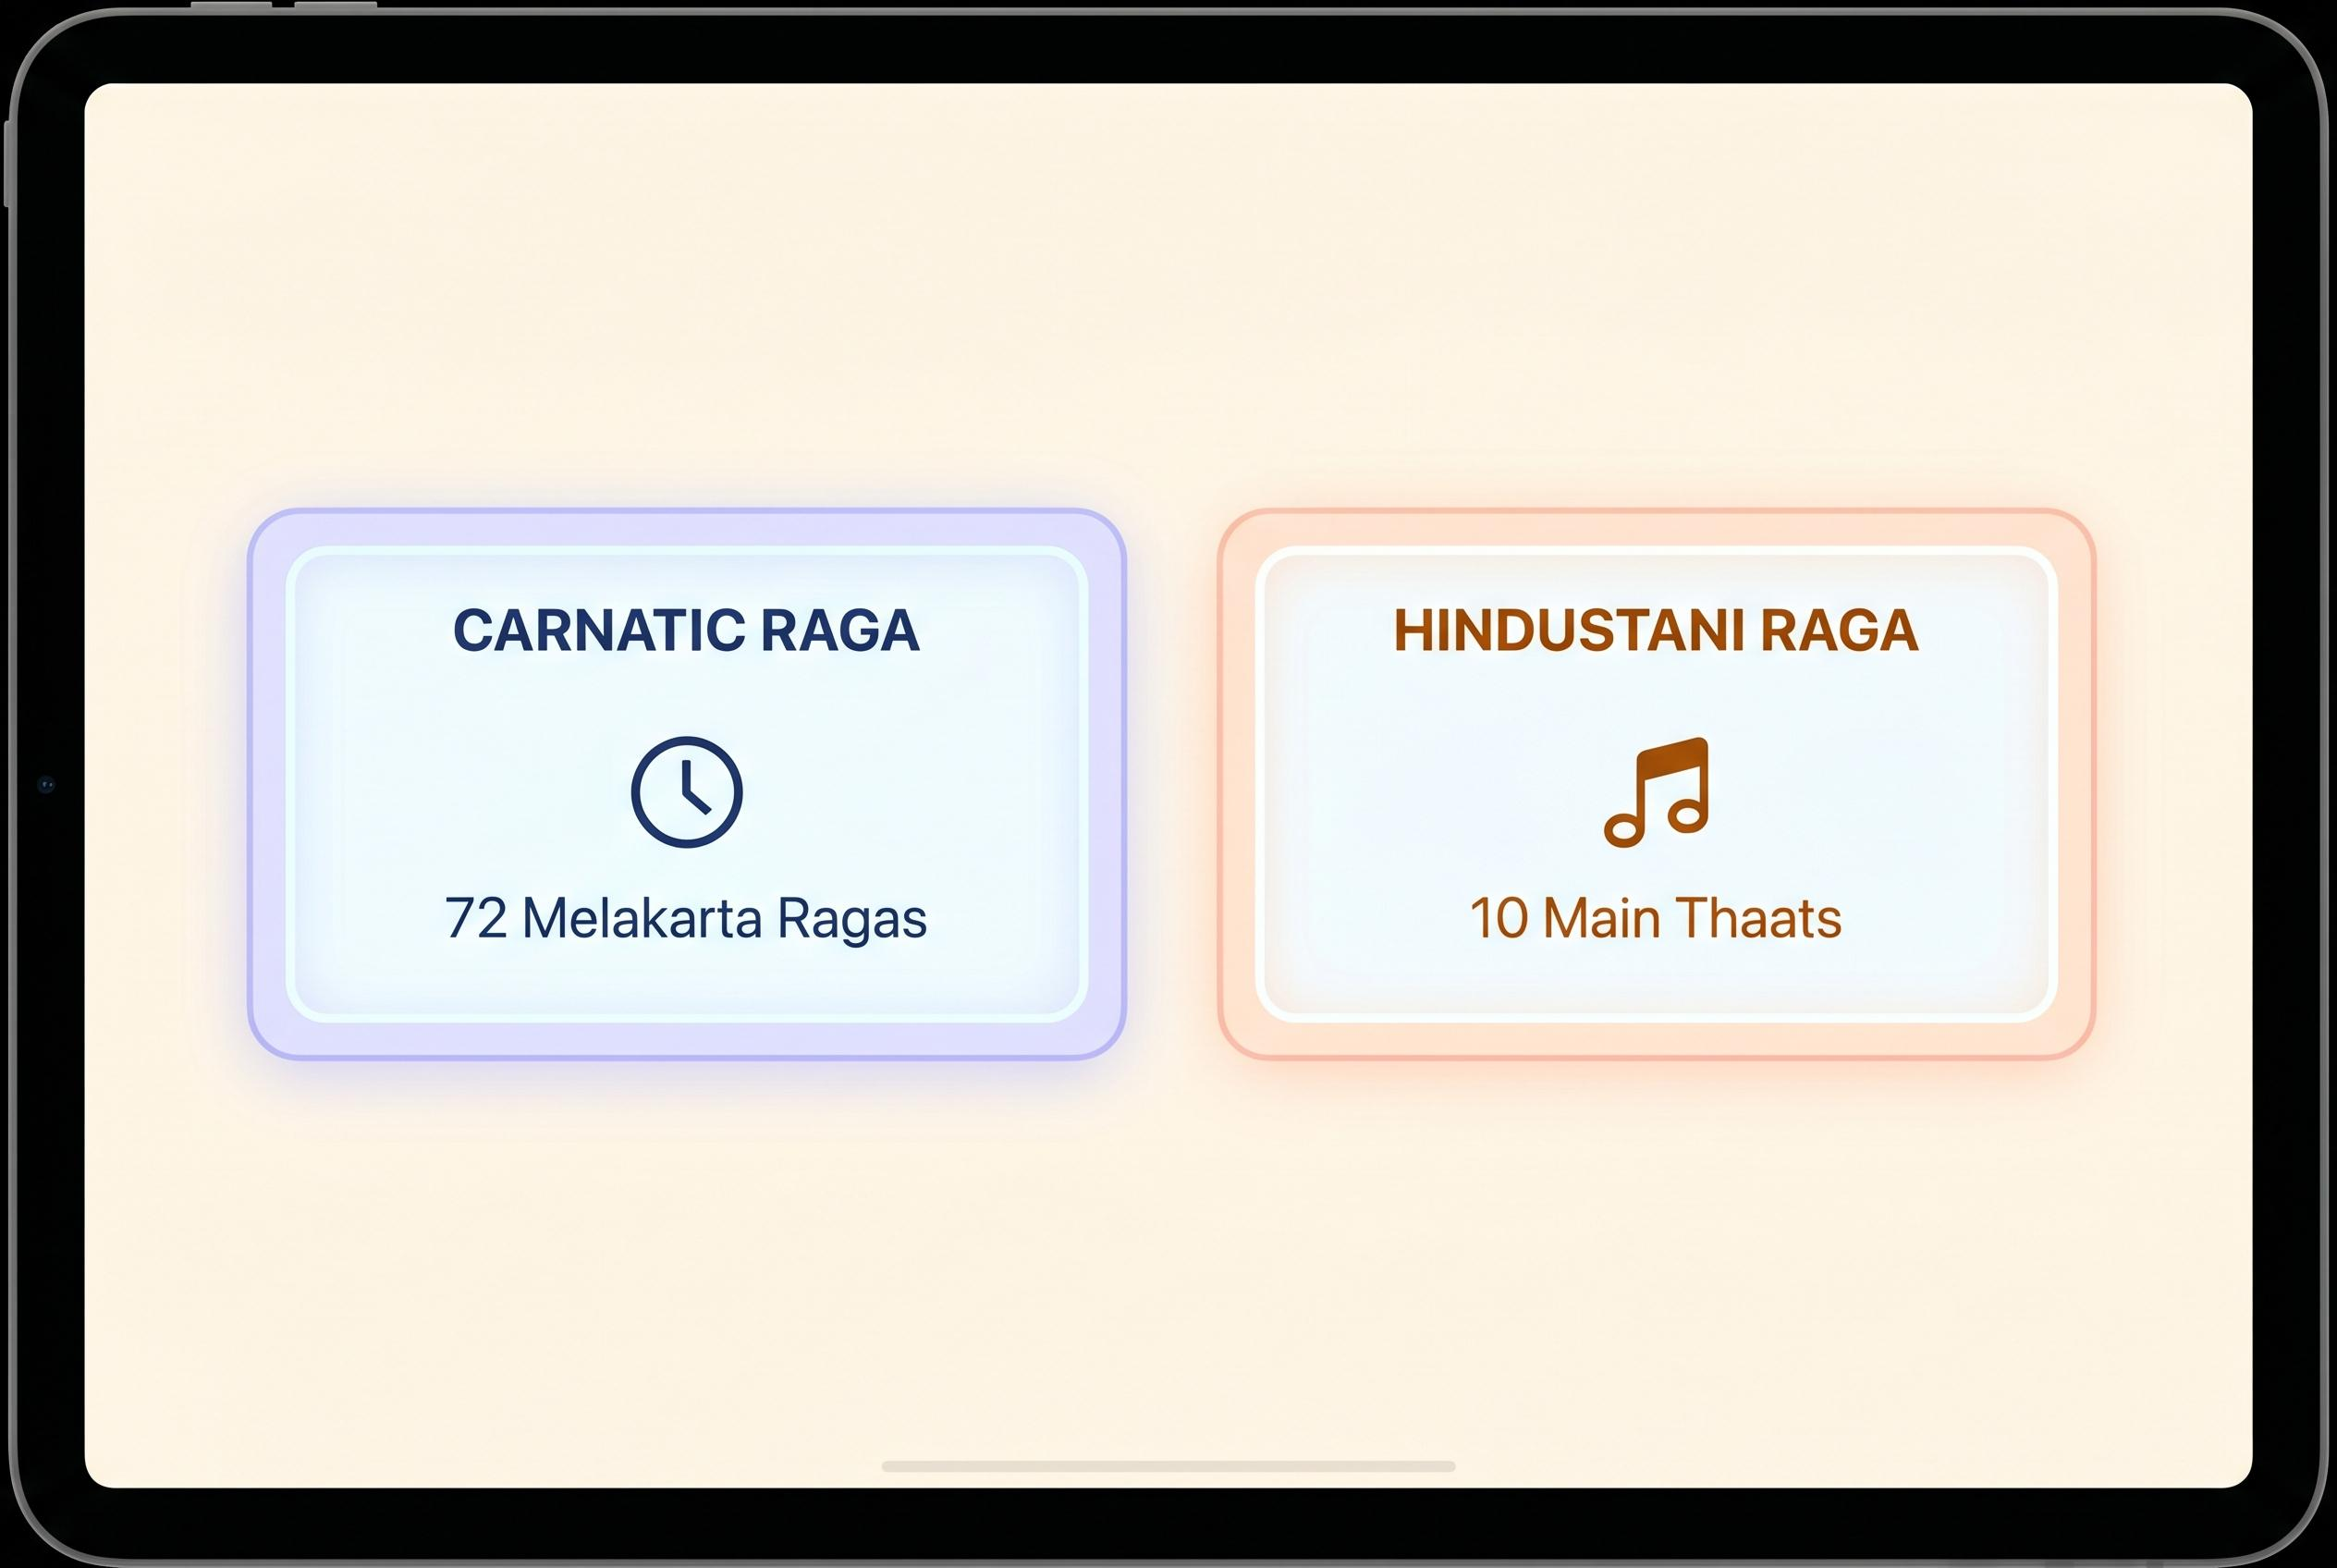 CARNATIC RAGA
72 Melakarta Ragas
HINDUSTANI RAGA
10 Main Thaats